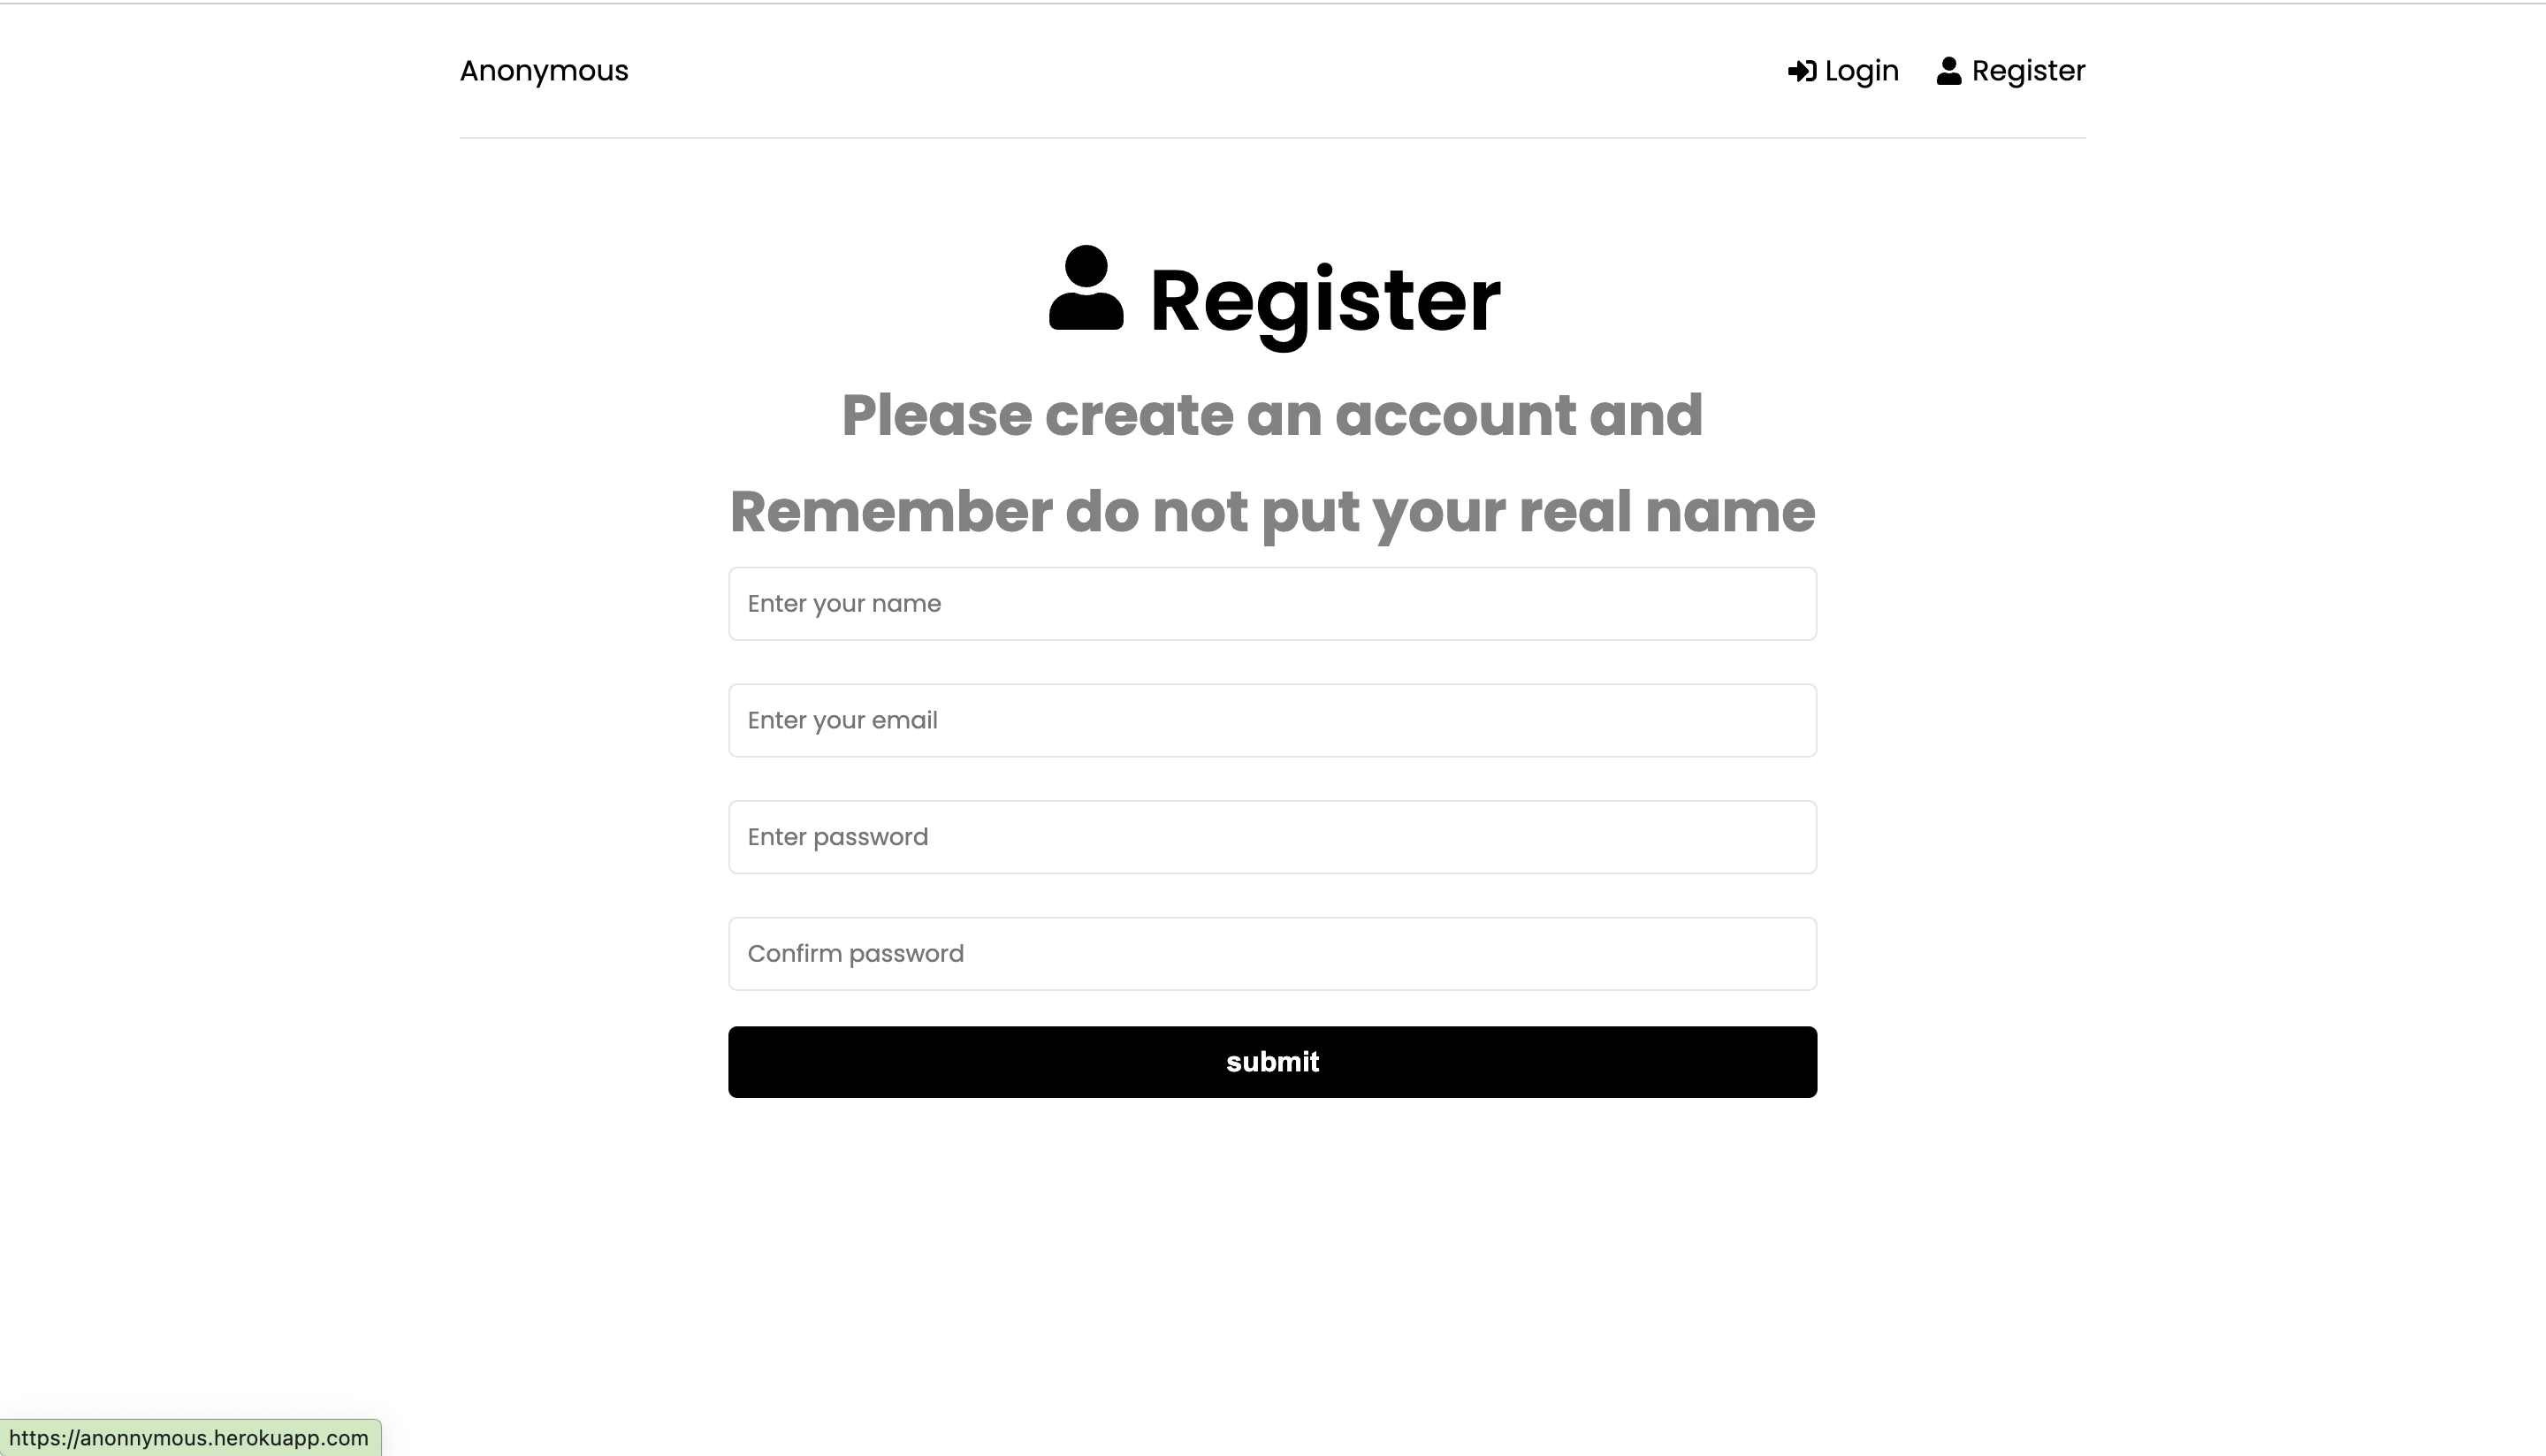 Anonymous
Login
Register
Register
Please create an account and
Remember do not put your real name
Enter your name
Enter your email
Enter password
Confirm password
submit
https://anonnymous.herokuapp.com